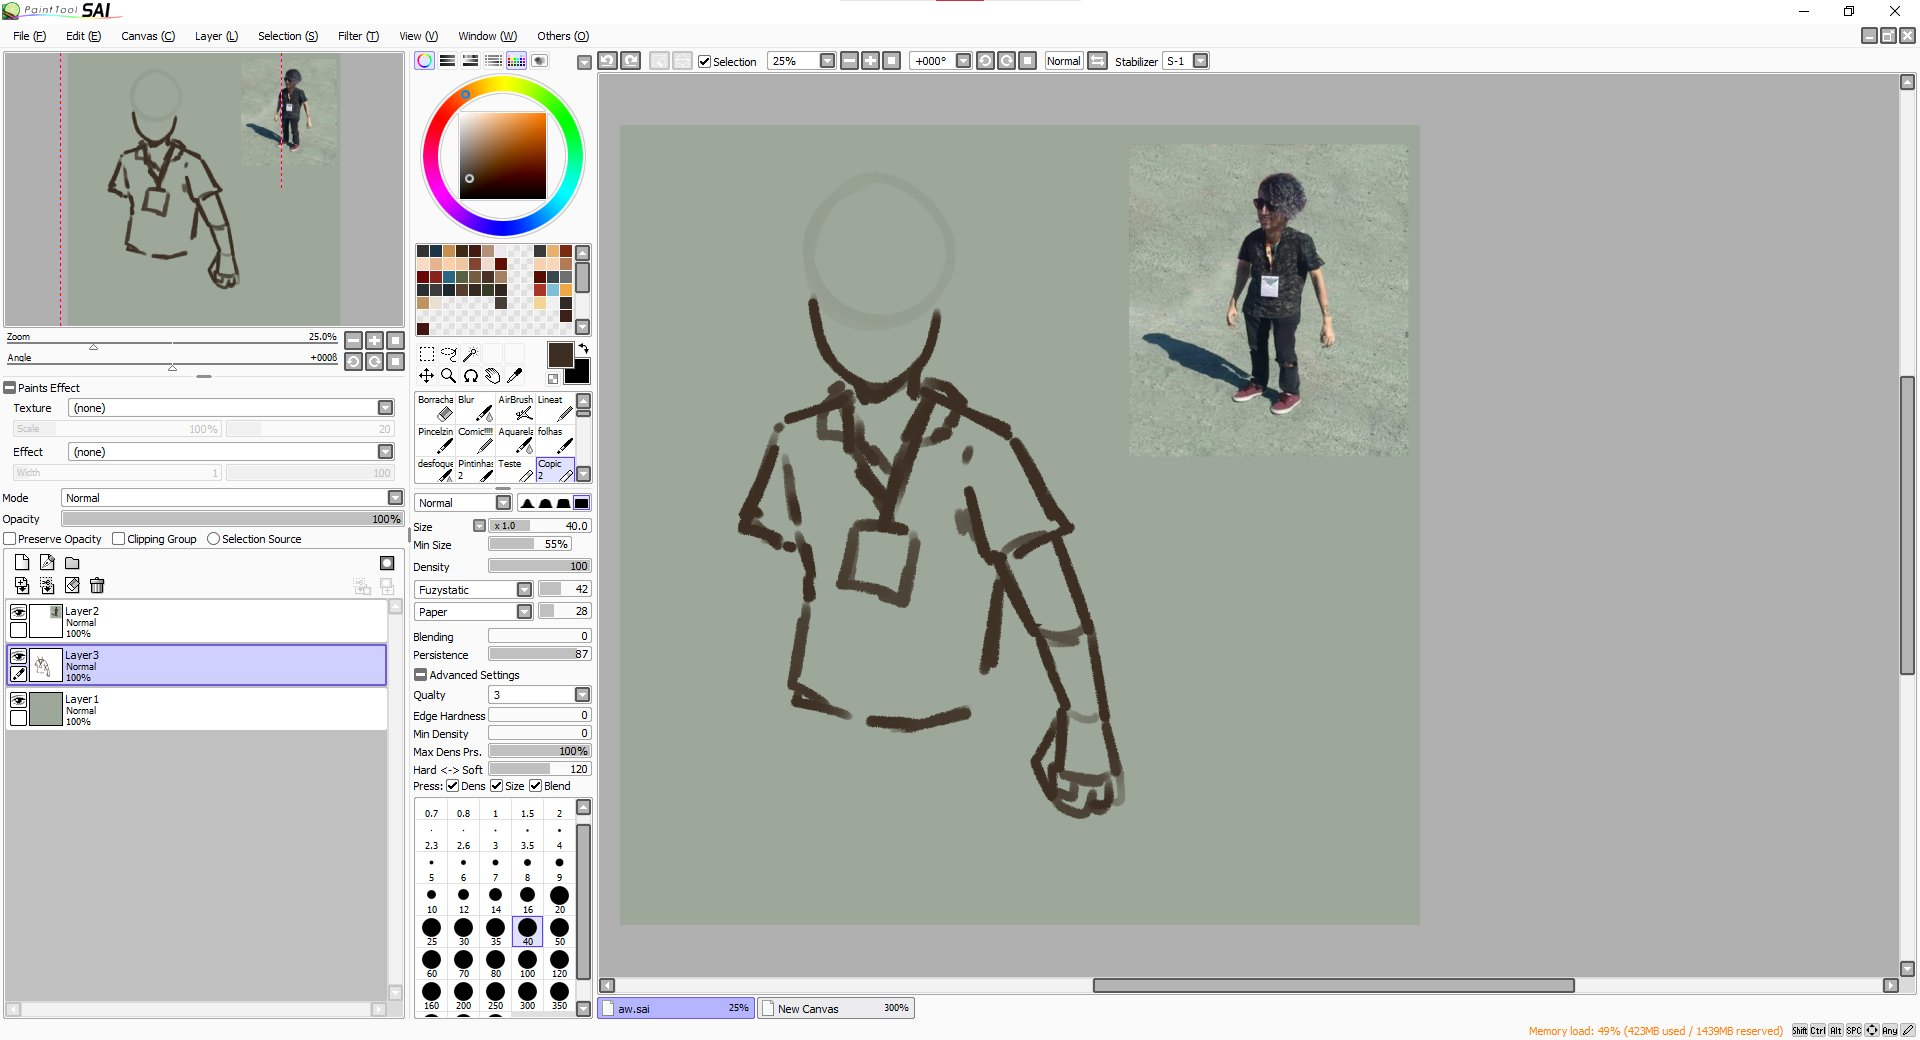 PaintTool SAI
File (F) Edit (E) Canvas (C) Layer (L) Selection (S) Filter (T) View (V) Window (W) Others (O)
Selection 25% +000° Normal Stabilizer S-1
Zoom 25.0%
Angle +000ß
Paints Effect
Texture (none)
Scale 100% 20
Effect (none)
Width 1 100
Mode Normal
Opacity 100%
Preserve Opacity Clipping Group Selection Source
Layer2
Normal
100%
Layer3
Normal
100%
Layer1
Normal
100%
Borracha Blur AirBrush Lineat
Pincelzin Comic!!!! Aquarela folhas
desfoque Pintinhas 2 Teste Copic 2
Normal
Size x 1.0 40.0
Min Size 55%
Density 100
Fuzystatic 42
Paper 28
Blending 0
Persistence 87
Advanced Settings
Qualty 3
Edge Hardness 0
Min Density 0
Max Dens Prs. 100%
Hard <-> Soft 120
Press: Dens Size Blend
0.7 0.8 1 1.5 2
2.3 2.6 3 3.5 4
5 6 7 8 9
10 12 14 16 20
25 30 35 40 50
60 70 80 100 120
160 200 250 300 350
aw.sai 25% New Canvas 300%
Memory load: 49% (423MB used / 1439MB reserved) Shift Ctrl Alt SPC Any